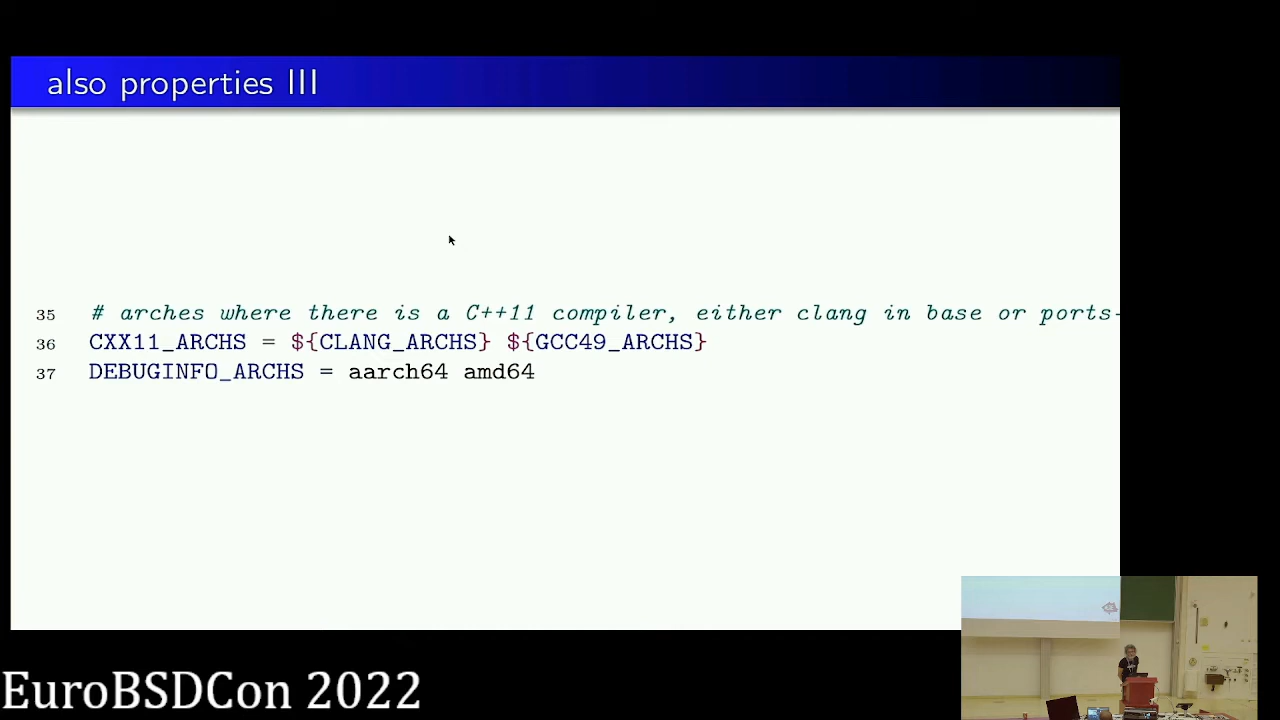 also properties III
35 # arches where there is a C++11 compiler, either clang in base or ports-
36 CXX11_ARCHS = ${CLANG_ARCHS} ${GCC49_ARCHS}
37 DEBUGINFO_ARCHS = aarch64 amd64
EuroBSDCon 2022